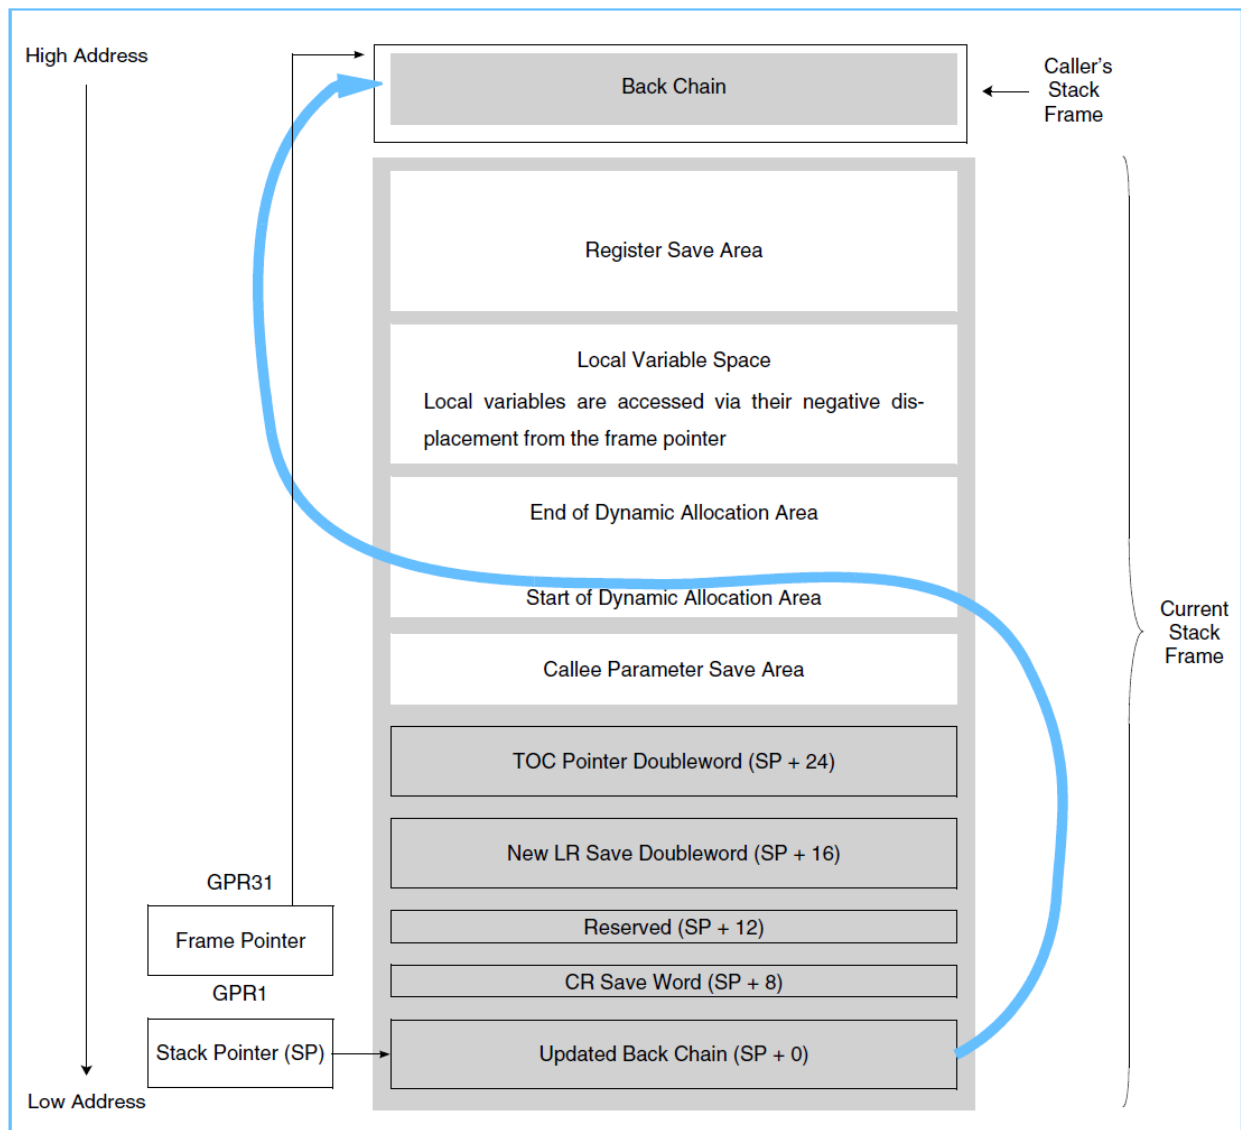 High Address
Back Chain
Caller's
Stack
Frame
Register Save Area
Local Variable Space
Local variables are accessed via their negative dis-
placement from the frame pointer
End of Dynamic Allocation Area
Start of Dynamic Allocation Area
Callee Parameter Save Area
Current
Stack
Frame
TOC Pointer Doubleword (SP + 24)
New LR Save Doubleword (SP + 16)
GPR31
Frame Pointer
Reserved (SP + 12)
GPR1
CR Save Word (SP + 8)
Stack Pointer (SP)
Updated Back Chain (SP + 0)
Low Address